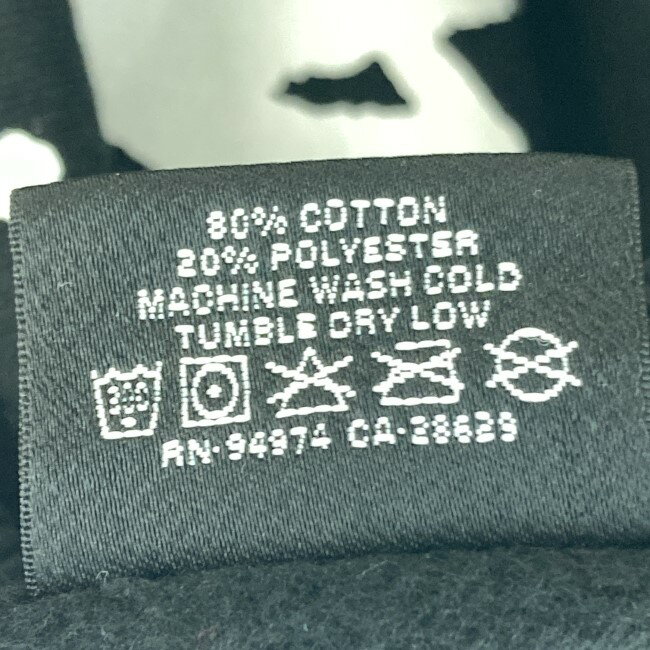 80% COTTON
20% POLYESTER
MACHINE WASH COLD
TUMBLE DRY LOW
RN·94974 CA·28629